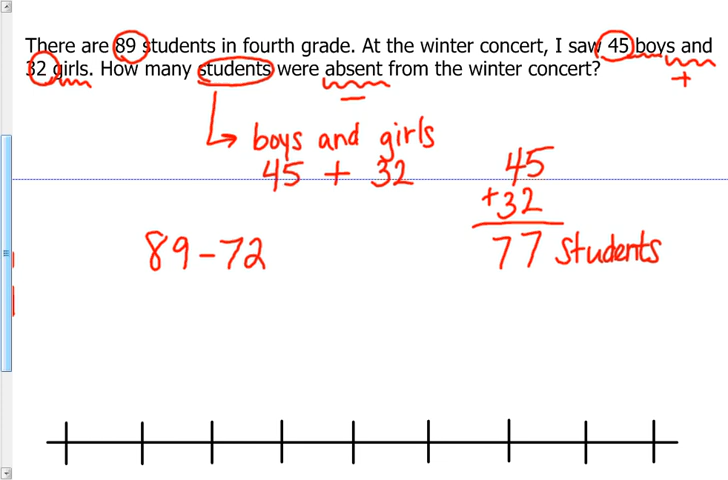 There are 89 students in fourth grade. At the winter concert, I saw 45 boys and
32 girls. How many students were absent from the winter concert?
+
−
boys and girls
45 + 32
45
+32
77 students
89-72